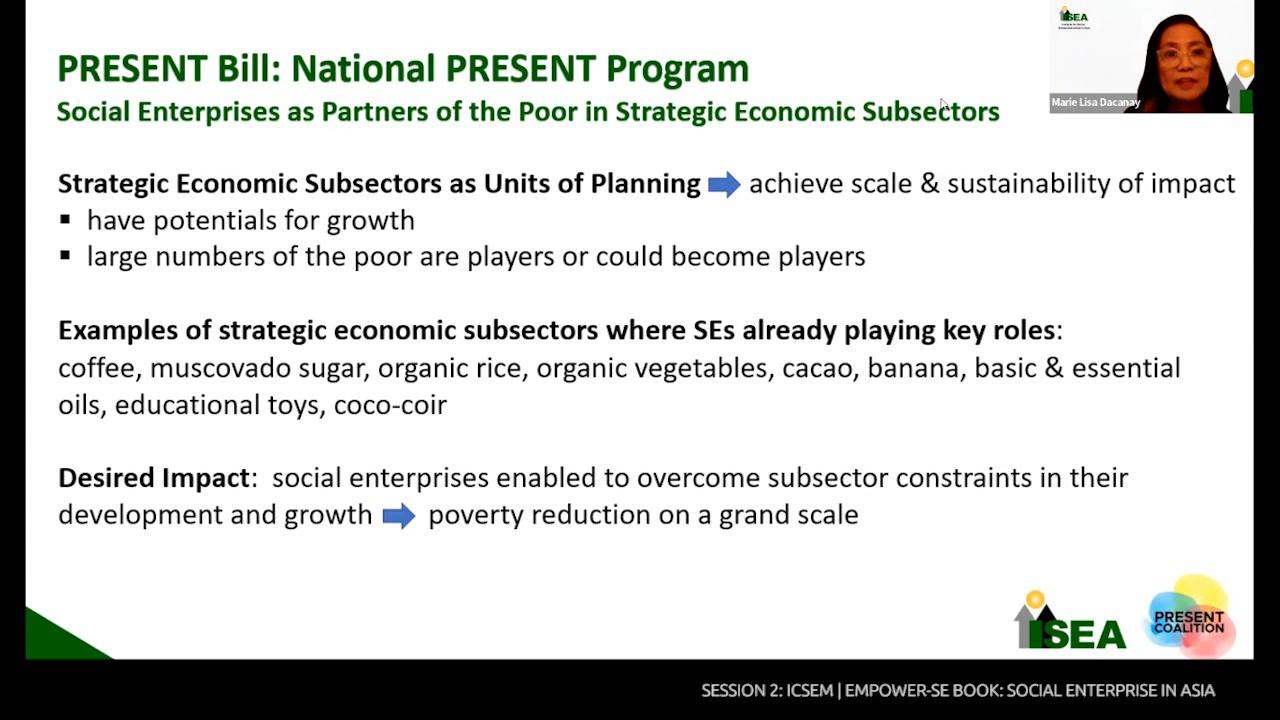 PRESENT Bill: National PRESENT Program
Social Enterprises as Partners of the Poor in Strategic Economic Subsectors
SEA
Marie Lisa Dacanay
Strategic Economic Subsectors as Units of Planning achieve scale & sustainability of impact
▪ have potentials for growth
▪ large numbers of the poor are players or could become players
Examples of strategic economic subsectors where SEs already playing key roles:
coffee, muscovado sugar, organic rice, organic vegetables, cacao, banana, basic & essential
oils, educational toys, coco-coir
Desired Impact: social enterprises enabled to overcome subsector constraints in their
development and growth poverty reduction on a grand scale
ISEA
PRESENT
COALITION
SESSION 2: ICSEM | EMPOWER-SE BOOK: SOCIAL ENTERPRISE IN ASIA